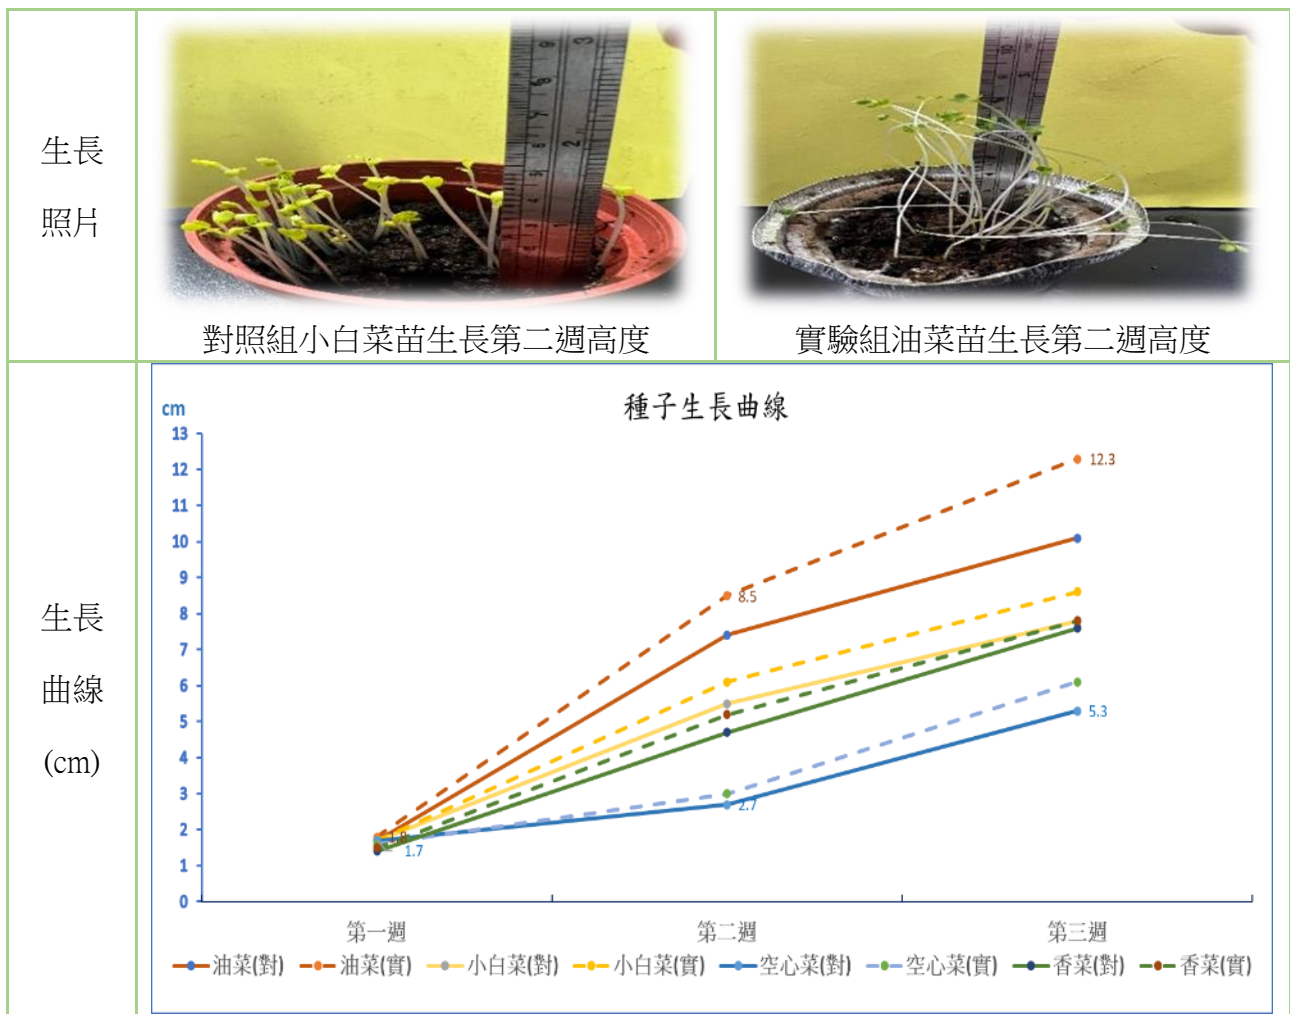 生長
照片
對照組小白菜苗生長第二週高度
實驗組油菜苗生長第二週高度
生長
曲線
(cm)
種子生長曲線
cm
13
12
11
10
9
8
7
6
5
4
3
2
1
0
12.3
8.5
5.3
2.7
1.8
1.7
第一週
第二週
第三週
油菜(對)
油菜(實)
小白菜(對)
小白菜(實)
空心菜(對)
空心菜(實)
香菜(對)
香菜(實)